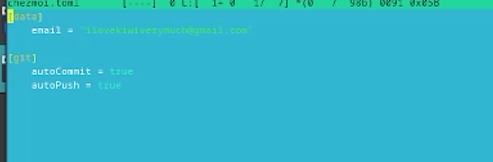 chezmoi.toml [----] 0 L:[ 1+ 0 1/ 7] *(0 / 98b) 0091 0x05B
[data]
email = "ilovekiwiverymuch@gmail.com"
[git]
autoCommit = true
autoPush = true